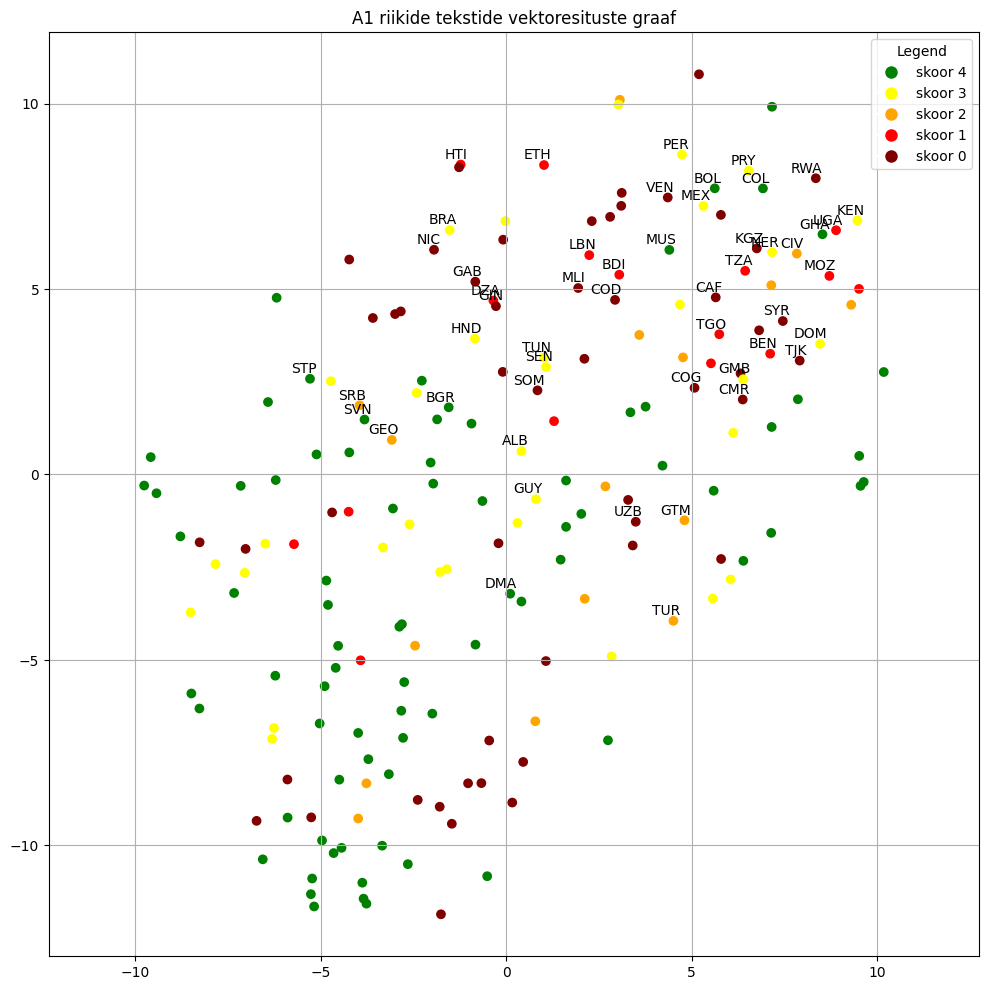 A1 riikide tekstide vektoresituste graaf
Legend
skoor 4
skoor 3
skoor 2
skoor 1
skoor 0
10
5
0
−5
−10
HTI
ETH
PER
PRY
RWA
BOL
COL
VEN
MEX
KEN
UGA
GHA
BRA
NIC
MUS
KGZ
NER
CIV
LBN
TZA
MOZ
BDI
GAB
MLI
COD
CAF
DZA
GIN
SYR
TGO
DOM
HND
TUN
SEN
BEN
TJK
STP
SOM
COG
GMB
CMR
SRB
SVN
BGR
GEO
ALB
GUY
UZB
GTM
DMA
TUR
−10
−5
0
5
10